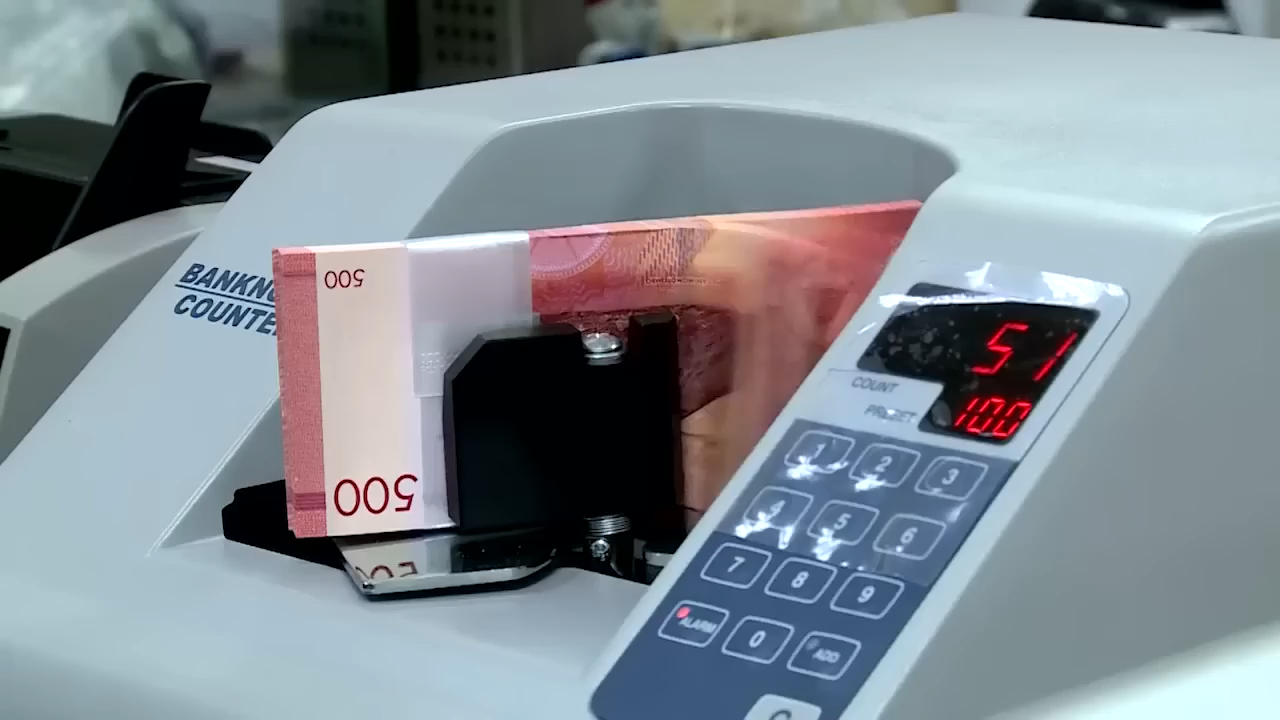 BANKN
COUNTE
500
500
500
51
COUNT
100
PRESET
1 2 3
4 5 6
7 8 9
ALARM 0 ADD
C